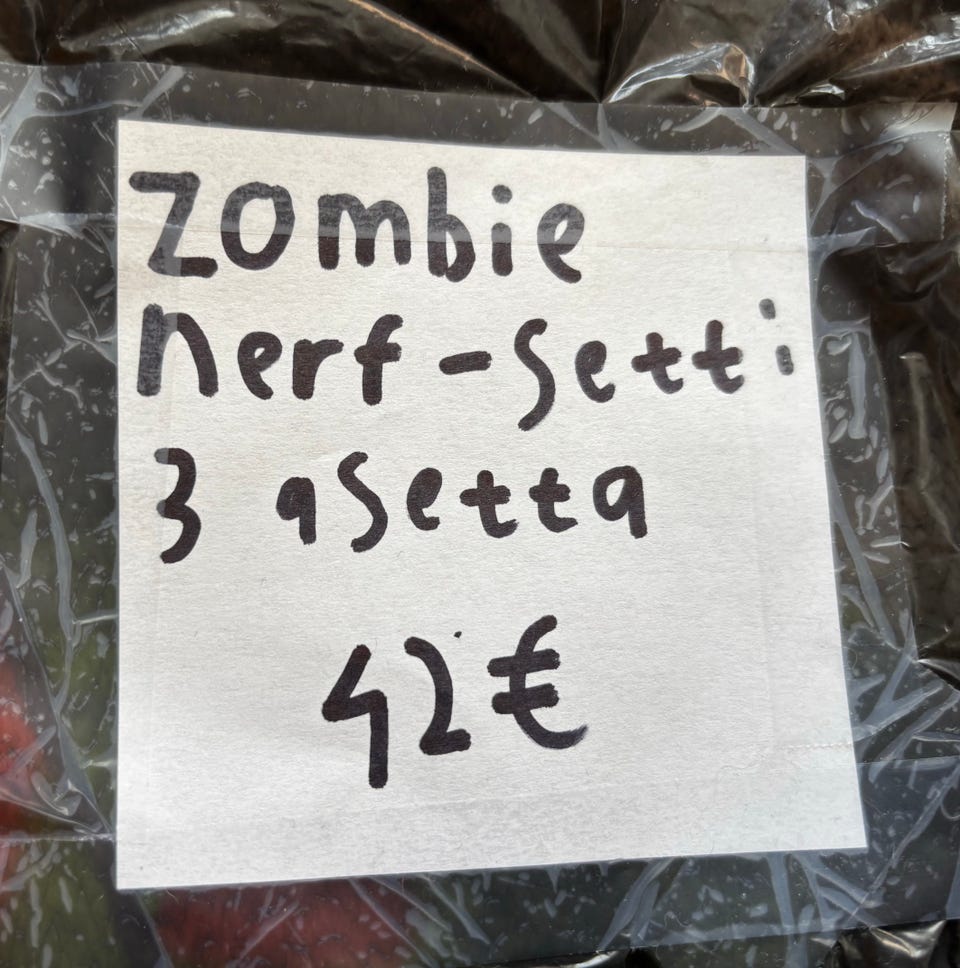 Zombie
nerf-setti
3 asetta
42€